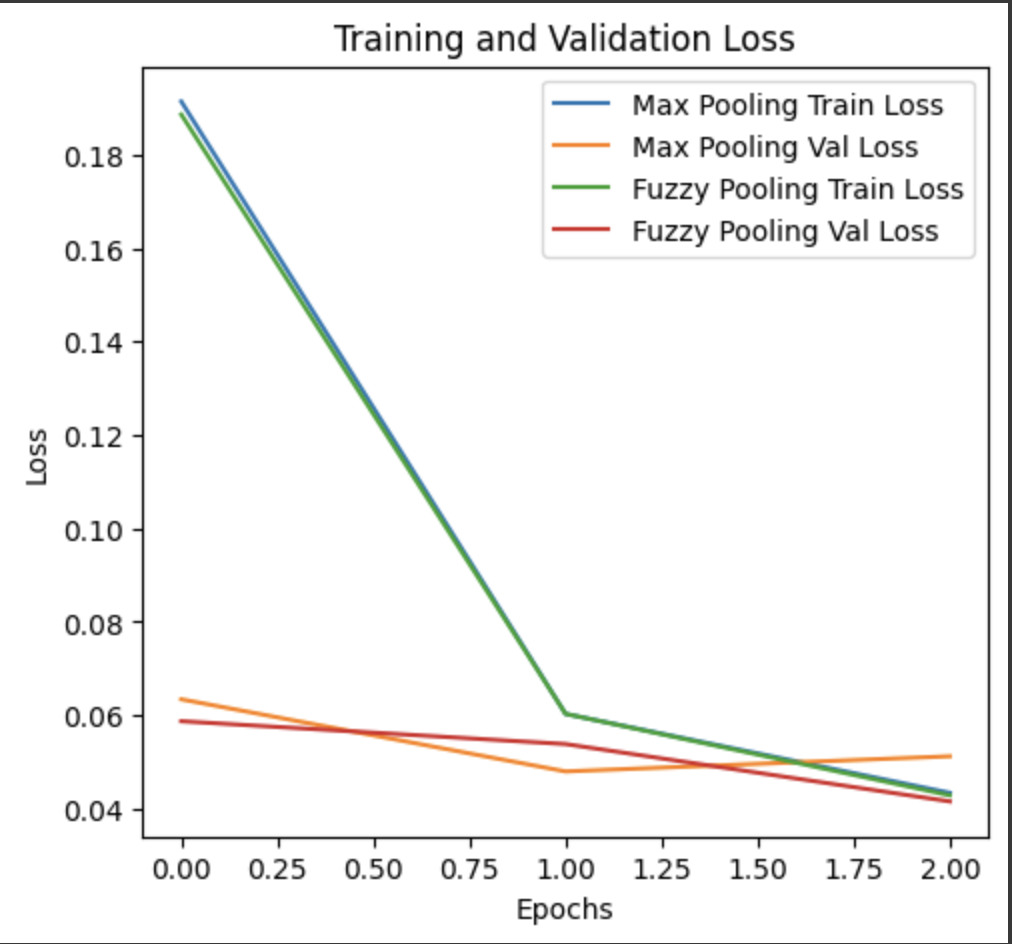 Training and Validation Loss
Max Pooling Train Loss
Max Pooling Val Loss
Fuzzy Pooling Train Loss
Fuzzy Pooling Val Loss
Loss
0.18
0.16
0.14
0.12
0.10
0.08
0.06
0.04
0.00 0.25 0.50 0.75 1.00 1.25 1.50 1.75 2.00
Epochs